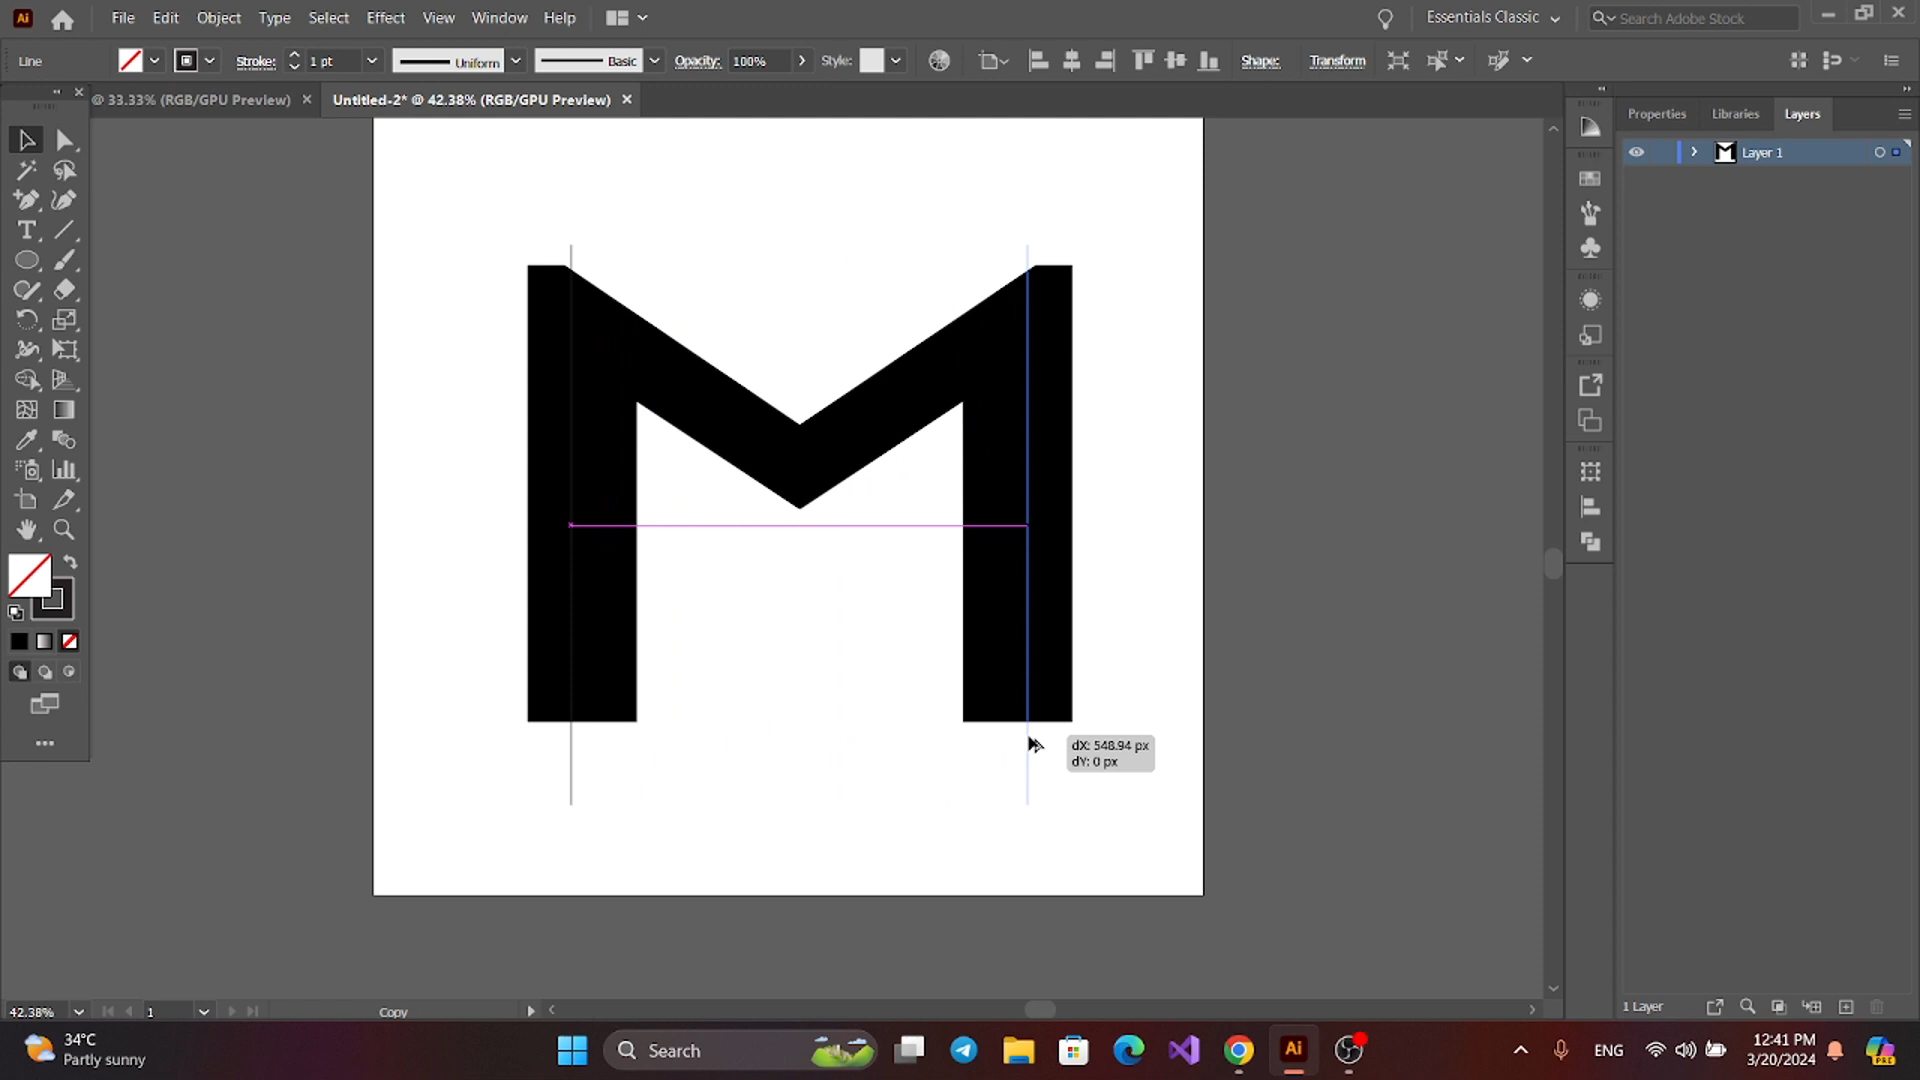 Ai File Edit Object Type Select Effect View Window Help Essentials Classic Search Adobe Stock
Line Stroke: 1 pt Uniform Basic Opacity: 100% Style: Shape: Transform
@ 33.33% (RGB/GPU Preview) × Untitled-2* @ 42.38% (RGB/GPU Preview) ×
Properties Libraries Layers
Layer 1
M
dX: 548.94 px
dY: 0 px
42.38% 1 Copy
1 Layer
34°C
Partly sunny
Search
Ai
ENG
12:41 PM
3/20/2024
PRE